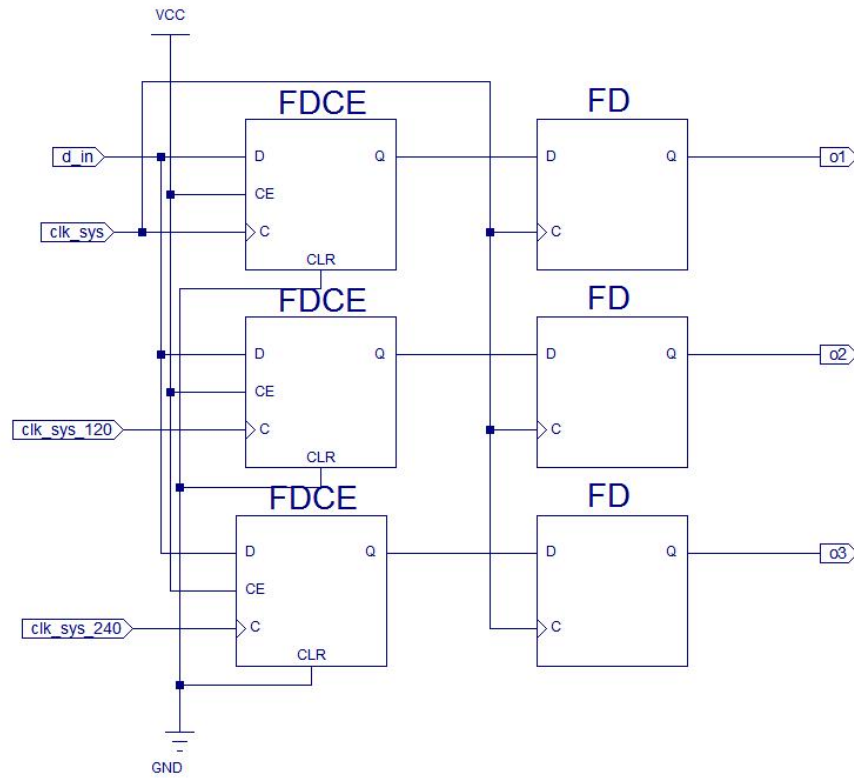 VCC
FDCE
FD
d_in
D
Q
D
Q
o1
CE
clk_sys
C
C
CLR
FDCE
FD
D
Q
D
Q
o2
CE
clk_sys_120
C
C
CLR
FDCE
FD
D
Q
D
Q
o3
CE
clk_sys_240
C
C
CLR
GND